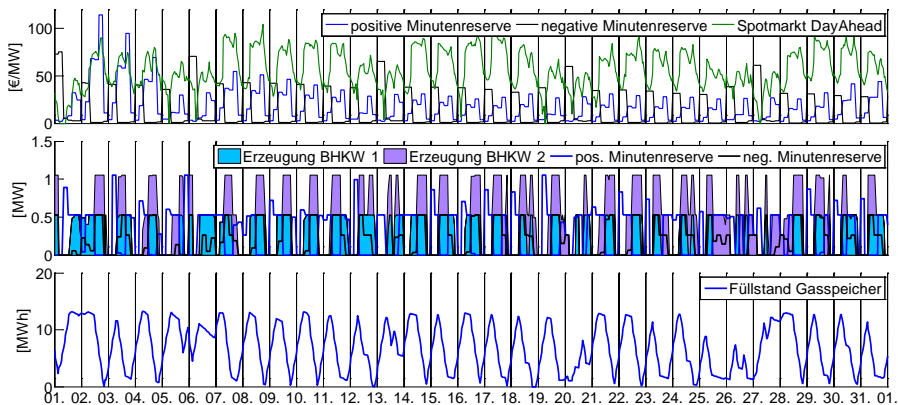 positive Minutenreserve negative Minutenreserve Spotmarkt DayAhead
[€/MW]
100
50
0
Erzeugung BHKW 1 Erzeugung BHKW 2 pos. Minutenreserve neg. Minutenreserve
[MW]
1.5
1
0.5
0
Füllstand Gasspeicher
[MWh]
20
10
0
01. 02. 03. 04. 05. 06. 07. 08. 09. 10. 11. 12. 13. 14. 15. 16. 17. 18. 19. 20. 21. 22. 23. 24. 25. 26. 27. 28. 29. 30. 31. 01.